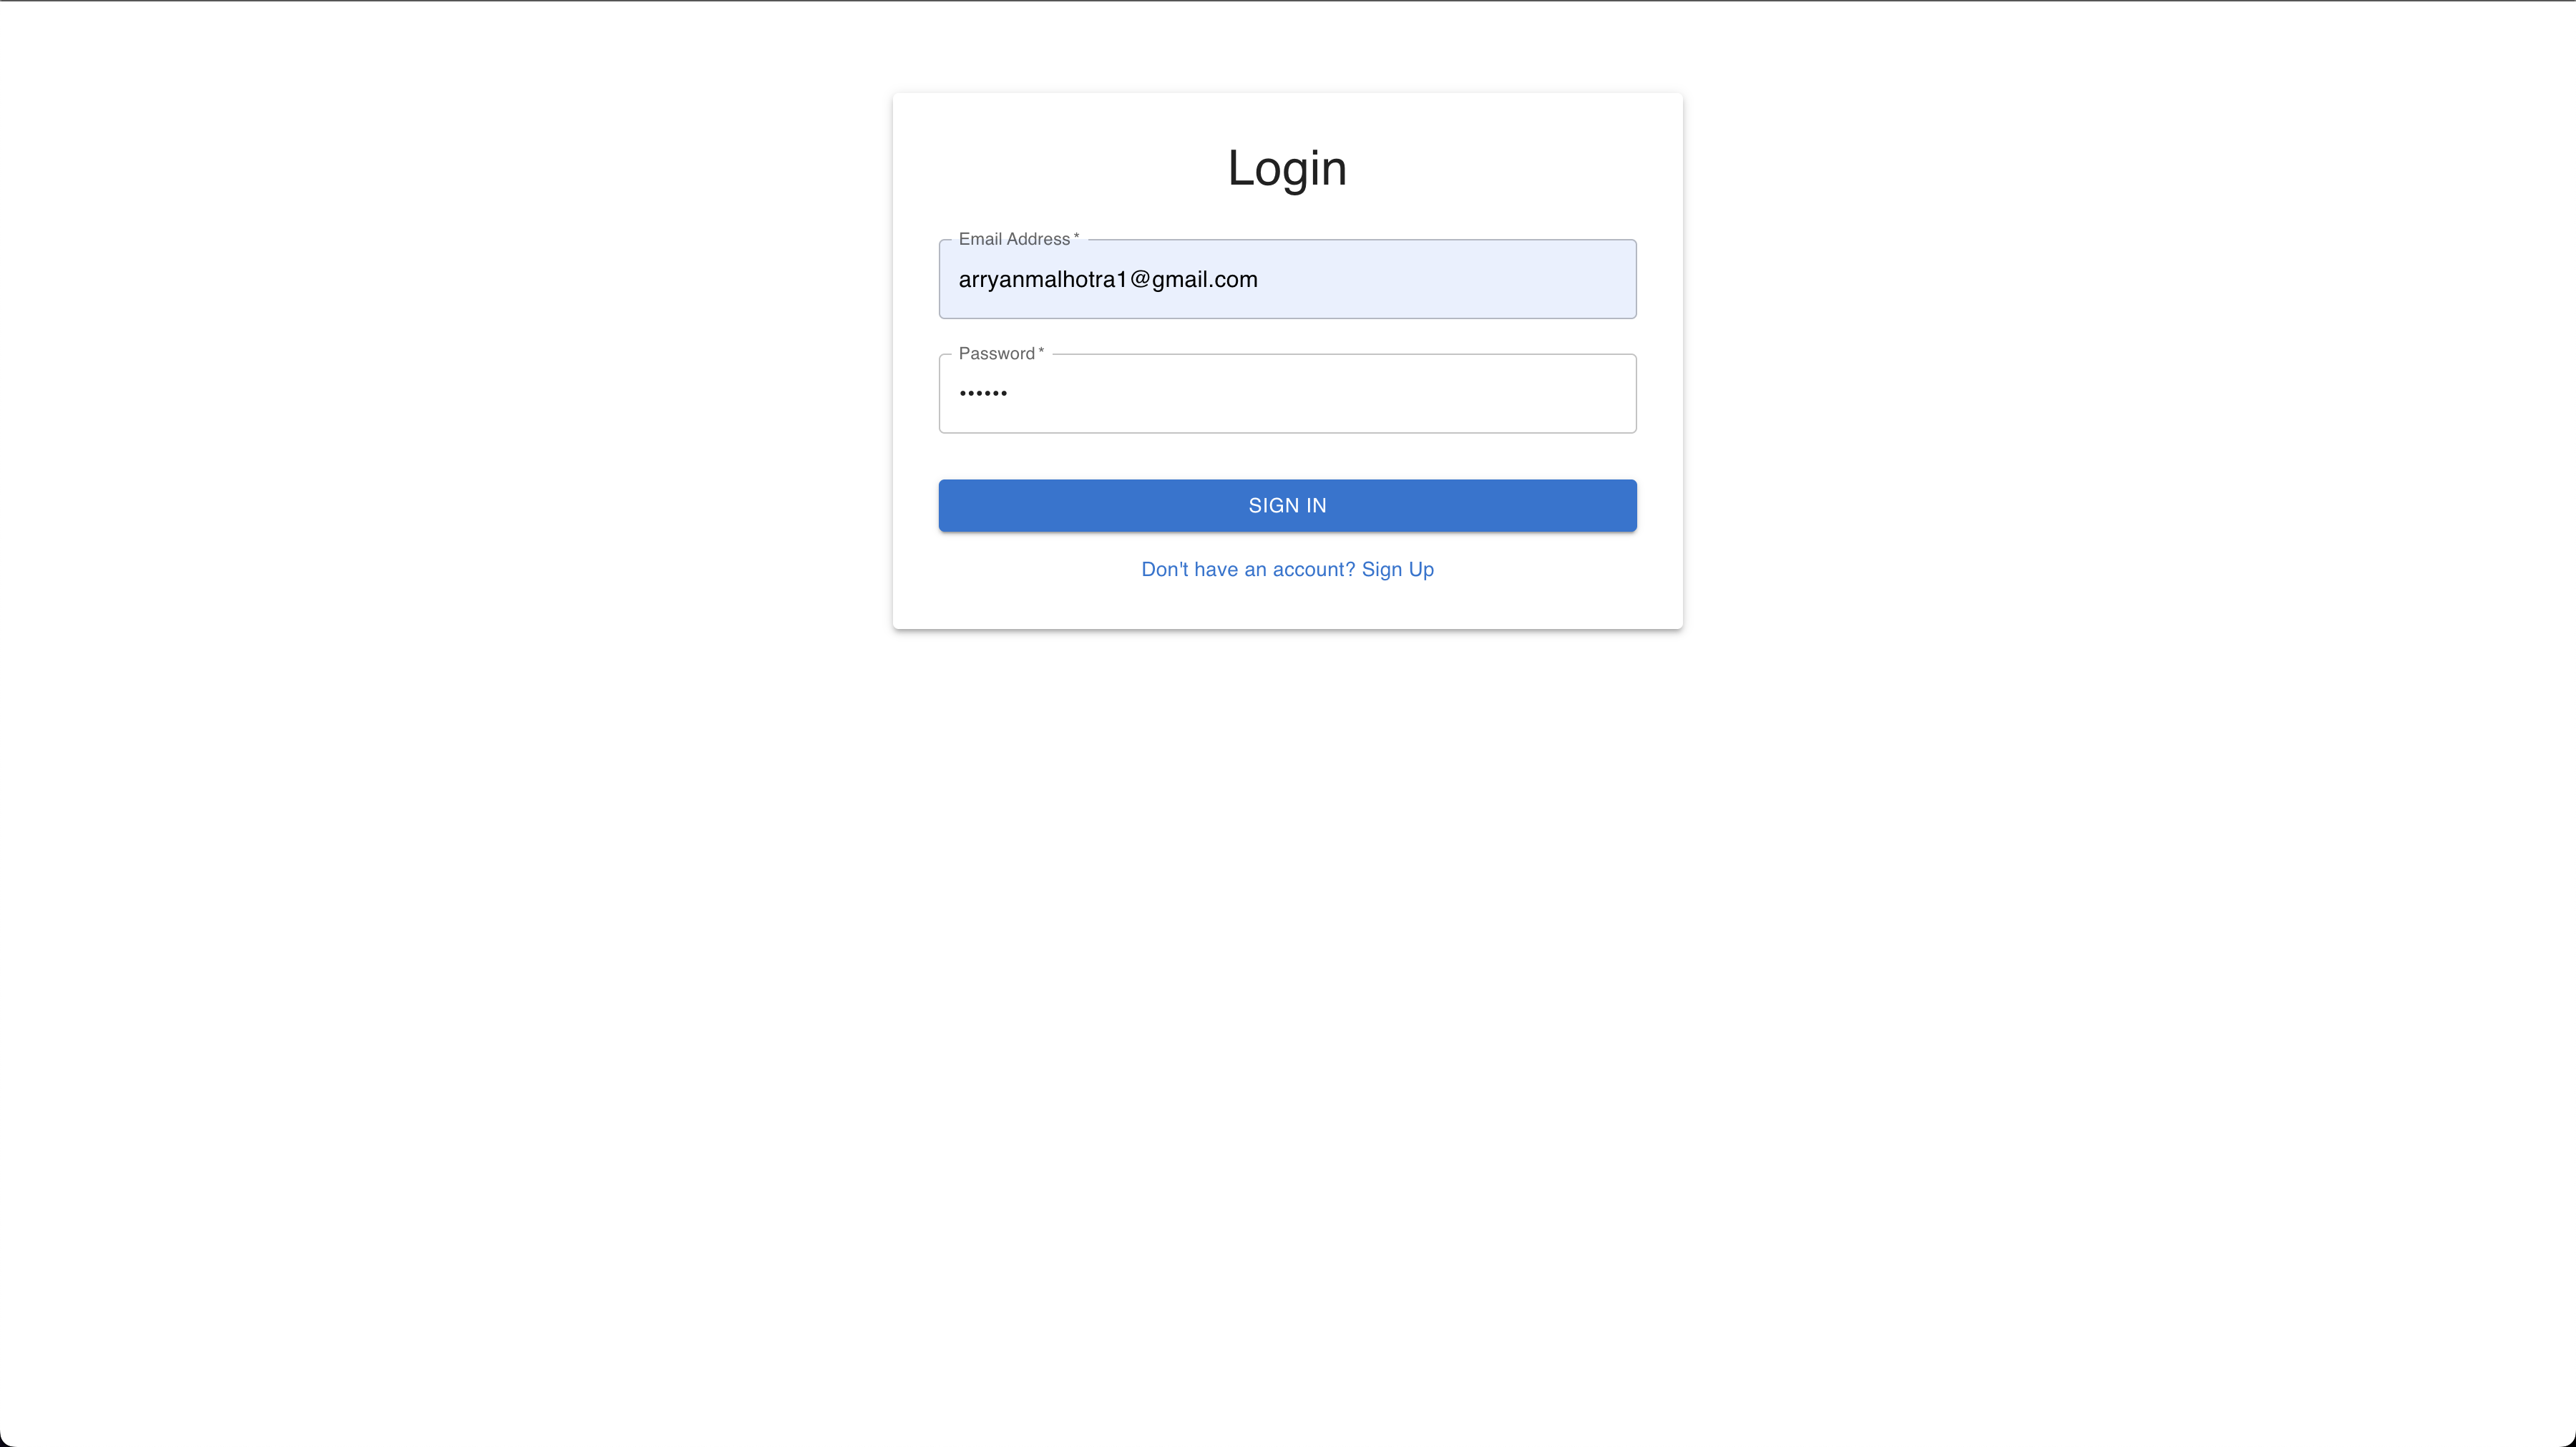 Login
Email Address *
arryanmalhotra1@gmail.com
Password *
••••••
SIGN IN
Don't have an account? Sign Up